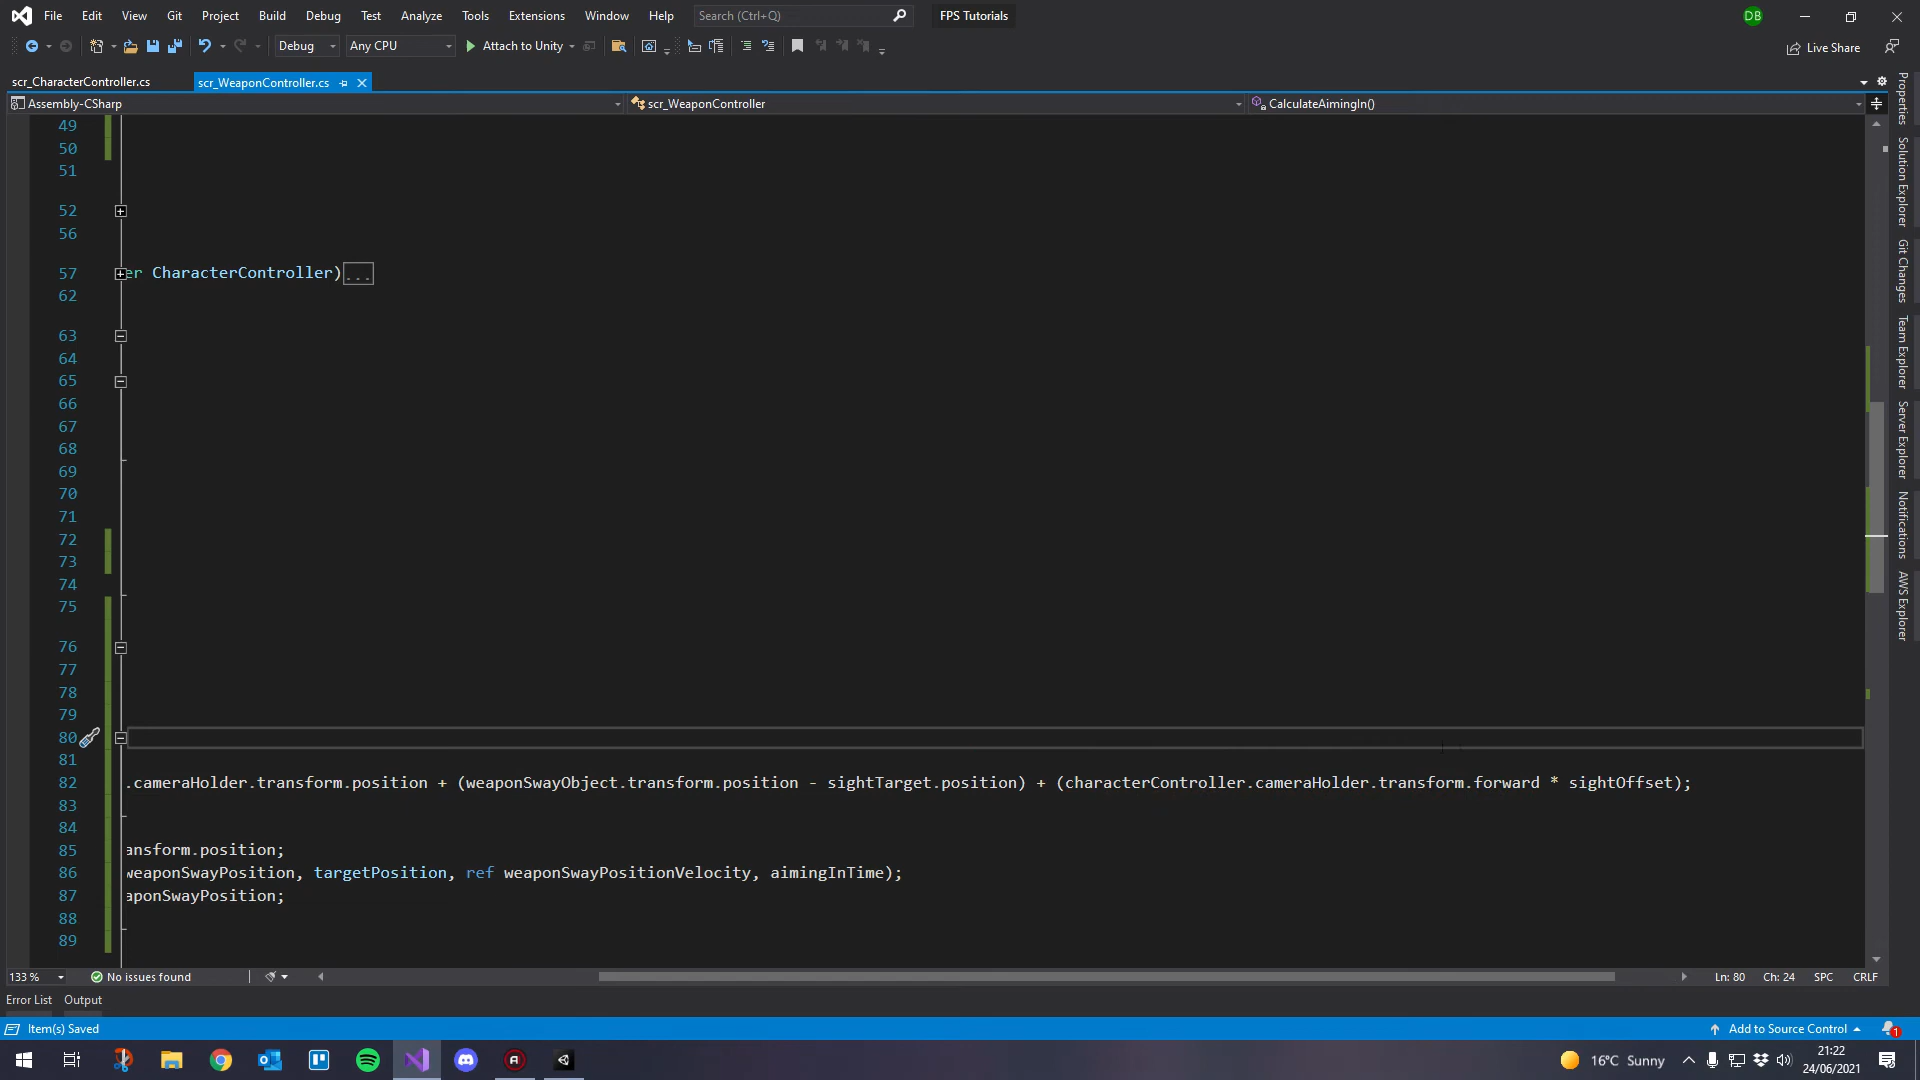 File Edit View Git Project Build Debug Test Analyze Tools Extensions Window Help Search (Ctrl+Q) FPS Tutorials DB
Debug Any CPU Attach to Unity Live Share
scr_CharacterController.cs scr_WeaponController.cs
Assembly-CSharp scr_WeaponController CalculateAimingIn()
49
50
51
52
56
57 er CharacterController)...
62
63
64
65
66
67
68
69
70
71
72
73
74
75
76
77
78
79
80
81
82 .cameraHolder.transform.position + (weaponSwayObject.transform.position - sightTarget.position) + (characterController.cameraHolder.transform.forward * sightOffset);
83
84
85 ansform.position;
86 weaponSwayPosition, targetPosition, ref weaponSwayPositionVelocity, aimingInTime);
87 aponSwayPosition;
88
89
Properties
Solution Explorer
Git Changes
Team Explorer
Server Explorer
Notifications
AWS Explorer
133 % No issues found Ln: 80 Ch: 24 SPC CRLF
Error List Output
Item(s) Saved Add to Source Control 1
16°C Sunny 21:22
24/06/2021